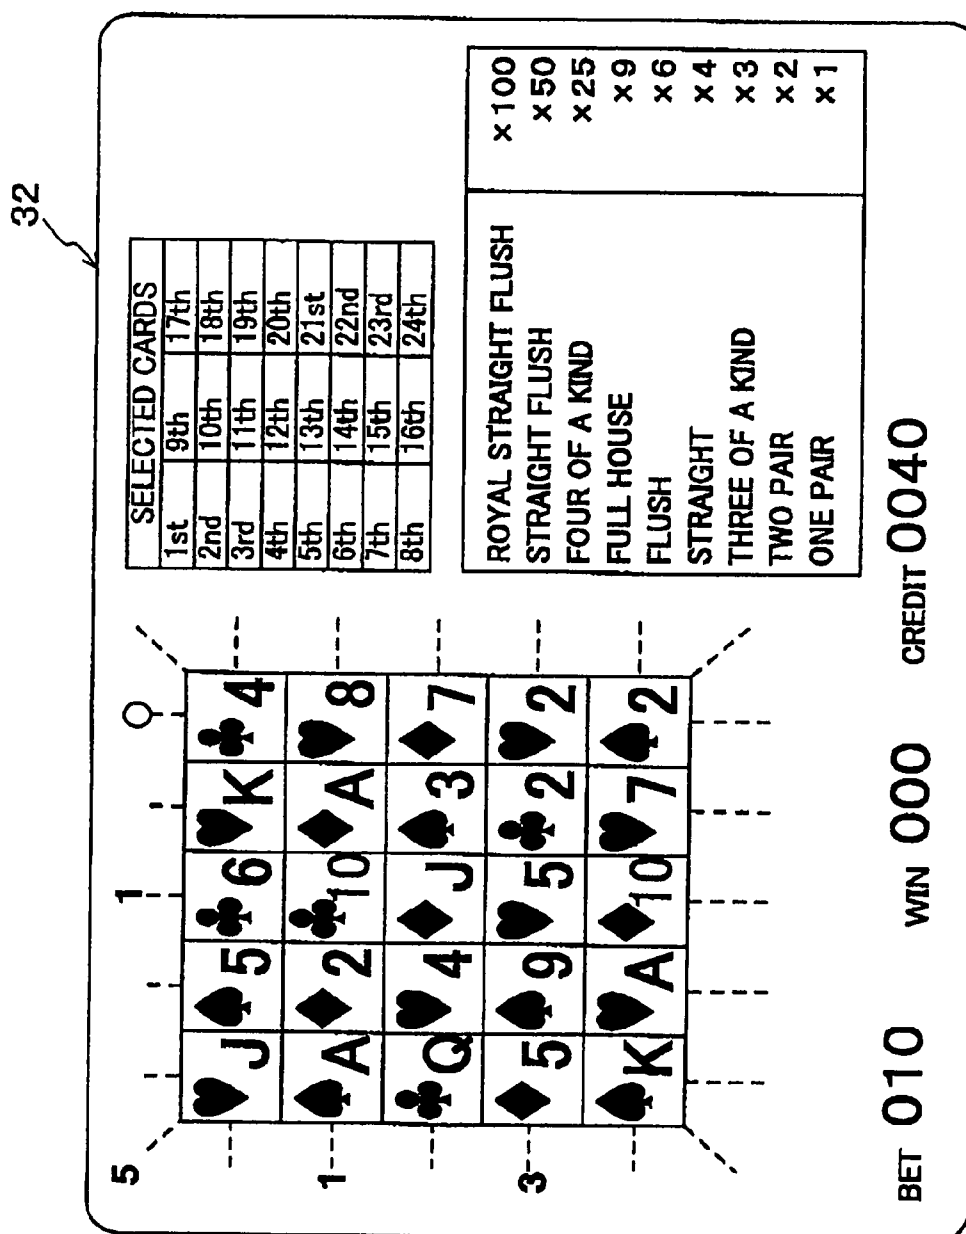 32
5 1
J 5 6 K 4
1 A 2 10 A 8
Q 4 J 3 7
3 5 9 5 2 2
K A 10 7 2
SELECTED CARDS
1st 9th 17th
2nd 10th 18th
3rd 11th 19th
4th 12th 20th
5th 13th 21st
6th 14th 22nd
7th 15th 23rd
8th 16th 24th
ROYAL STRAIGHT FLUSH ×100
STRAIGHT FLUSH ×50
FOUR OF A KIND ×25
FULL HOUSE ×9
FLUSH ×6
STRAIGHT ×4
THREE OF A KIND ×3
TWO PAIR ×2
ONE PAIR ×1
BET 010 WIN 000 CREDIT 0040